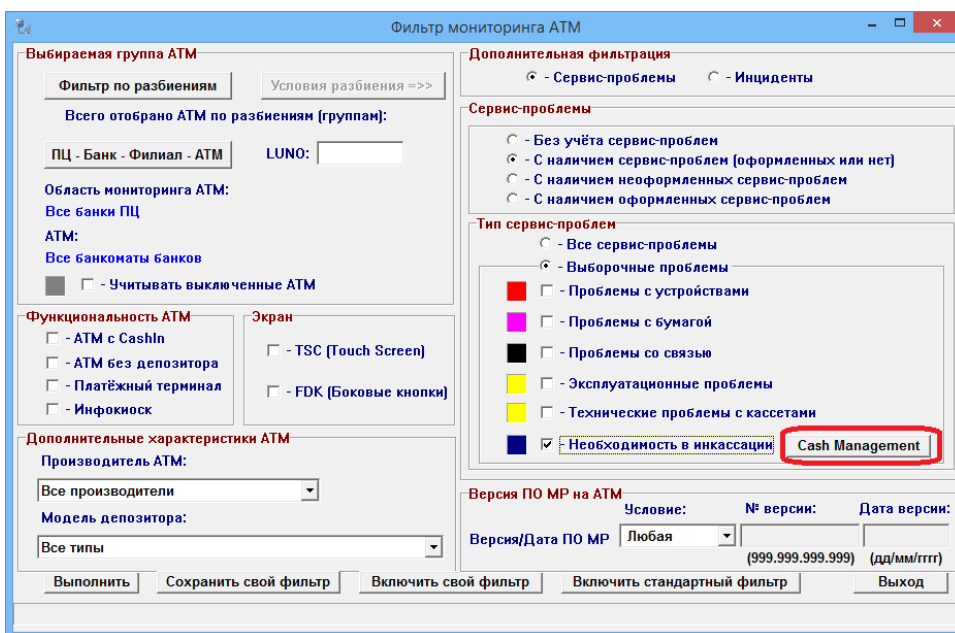 Фильтр мониторинга АТМ
Выбираемая группа АТМ
Фильтр по разбиениям
Условия разбиения =>>
Всего отобрано АТМ по разбиениям (группам):
ПЦ - Банк - Филиал - АТМ
LUNO:
Область мониторинга АТМ:
Все банки ПЦ
АТМ:
Все банкоматы банков
- Учитывать выключенные АТМ
Функциональность АТМ
- АТМ с CashIn
- АТМ без депозитора
- Платёжный терминал
- Инфокиоск
Экран
- TSC (Touch Screen)
- FDK (Боковые кнопки)
Дополнительные характеристики АТМ
Производитель АТМ:
Все производители
Модель депозитора:
Все типы
Дополнительная фильтрация
- Сервис-проблемы
- Инциденты
Сервис-проблемы
- Без учёта сервис-проблем
- С наличием сервис-проблем (оформленных или нет)
- С наличием неоформленных сервис-проблем
- С наличием оформленных сервис-проблем
Тип сервис-проблем
- Все сервис-проблемы
- Выборочные проблемы
- Проблемы с устройствами
- Проблемы с бумагой
- Проблемы со связью
- Эксплуатационные проблемы
- Технические проблемы с кассетами
- Необходимость в инкассации
Cash Management
Версия ПО МР на АТМ
Условие:
№ версии:
Дата версии:
Версия/Дата ПО МР
Любая
(999.999.999.999)
(дд/мм/гггг)
Выполнить
Сохранить свой фильтр
Включить свой фильтр
Включить стандартный фильтр
Выход